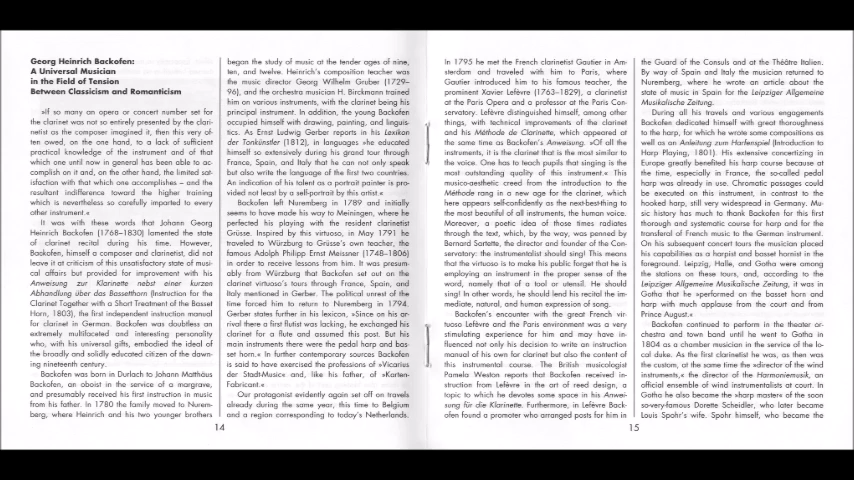 Georg Heinrich Backofen:
A Universal Musician
in the Field of Tension
Between Classicism and Romanticism
»If so many an opera or concert number set for
the clarinet was not so entirely presented by the clari-
netist as the composer imagined it, then this very of-
ten owed, on the one hand, to a lack of sufficient
practical knowledge of the instrument and of that
which one until now in general has been able to ac-
complish on it and, on the other hand, the limited sat-
isfaction with that which one accomplishes – and the
resultant indifference toward the higher training
which is nevertheless so carefully imparted to every
other instrument.«
It was with these words that Johann Georg
Heinrich Backofen (1768–1830) lamented the state
of clarinet recital during his time. However,
Backofen, himself a composer and clarinetist, did not
leave it at criticism of this unsatisfactory state of musi-
cal affairs but provided for improvement with his
Anweisung zur Klarinette nebst einer kurzen
Abhandlung über das Bassetthorn (Instruction for the
Clarinet Together with a Short Treatment of the Basset
Horn, 1803), the first independent instruction manual
for clarinet in German. Backofen was doubtless an
extremely multifaceted and interesting personality
who, with his universal gifts, embodied the ideal of
the broadly and solidly educated citizen of the dawn-
ing nineteenth century.
Backofen was born in Durlach to Johann Matthäus
Backofen, an oboist in the service of a margrave,
and presumably received his first instruction in music
from his father. In 1780 the family moved to Nurem-
berg, where Heinrich and his two younger brothers
14
began the study of music at the tender ages of nine,
ten, and twelve. Heinrich's composition teacher was
the music director Georg Wilhelm Gruber (1729–
96), and the orchestra musician H. Birckmann trained
him on various instruments, with the clarinet being his
principal instrument. In addition, the young Backofen
occupied himself with drawing, painting, and linguis-
tics. As Ernst Ludwig Gerber reports in his Lexikon
der Tonkünstler (1812), in languages »he educated
himself so extensively during his grand tour through
France, Spain, and Italy that he can not only speak
but also write the language of the first two countries.
An indication of his talent as a portrait painter is pro-
vided not least by a self-portrait by this artist.«
Backofen left Nuremberg in 1789 and initially
seems to have made his way to Meiningen, where he
perfected his playing with the resident clarinetist
Grüsse. Inspired by this virtuoso, in May 1791 he
traveled to Würzburg to Grüsse's own teacher, the
famous Adolph Philipp Ernst Meissner (1748–1806)
in order to receive lessons from him. It was presum-
ably from Würzburg that Backofen set out on the
clarinet virtuoso's tours through France, Spain, and
Italy mentioned in Gerber. The political unrest of the
time forced him to return to Nuremberg in 1794.
Gerber states further in his lexicon, »Since on his ar-
rival there a first flutist was lacking, he exchanged his
clarinet for a flute and assumed this post. But his
main instruments there were the pedal harp and bas-
set horn.« In further contemporary sources Backofen
is said to have exercised the professions of »Vicarius
der StadtMusic« and, like his father, of »Karten-
Fabricant.«
Our protagonist evidently again set off on travels
already during the same year, this time to Belgium
and a region corresponding to today's Netherlands.
In 1795 he met the French clarinetist Gautier in Am-
sterdam and traveled with him to Paris, where
Gautier introduced him to his famous teacher, the
prominent Xavier Lefèvre (1763–1829), a clarinetist
at the Paris Opera and a professor at the Paris Con-
servatory. Lefèvre distinguished himself, among other
things, with technical improvements of the clarinet
and his Méthode de Clarinette, which appeared at
the same time as Backofen's Anweisung. »Of all the
instruments, it is the clarinet that is the most similar to
the voice. One has to teach pupils that singing is the
most outstanding quality of this instrument.« This
musico-aesthetic creed from the introduction to the
Méthode rang in a new age for the clarinet, which
here appears self-confidently as the next-best-thing to
the most beautiful of all instruments, the human voice.
Moreover, a poetic idea of those times radiates
through the text, which, by the way, was penned by
Bernard Sartette, the director and founder of the Con-
servatory: the instrumentalist should sing! This means
that the virtuoso is to make his public forget that he is
employing an instrument in the proper sense of the
word, namely that of a tool or utensil. He should
sing! In other words, he should lend his recital the im-
mediate, natural, and human expression of song.
Backofen's encounter with the great French vir-
tuoso Lefèvre and the Paris environment was a very
stimulating experience for him and may have in-
fluenced not only his decision to write an instruction
manual of his own for clarinet but also the content of
this instrumental course. The British musicologist
Pamela Weston reports that Backofen received in-
struction from Lefèvre in the art of reed design, a
topic to which he devotes some space in his Anwei-
sung für die Klarinette. Furthermore, in Lefèvre Back-
ofen found a promoter who arranged posts for him in
15
the Guard of the Consuls and at the Théâtre Italien.
By way of Spain and Italy the musician returned to
Nuremberg, where he wrote an article about the
state of music in Spain for the Leipziger Allgemeine
Musikalische Zeitung.
During all his travels and various engagements
Backofen dedicated himself with great thoroughness
to the harp, for which he wrote some compositions as
well as an Anleitung zum Harfenspiel (Introduction to
Harp Playing, 1801). His extensive concertizing in
Europe greatly benefited his harp course because at
the time, especially in France, the so-called pedal
harp was already in use. Chromatic passages could
be executed on this instrument, in contrast to the
hooked harp, still very widespread in Germany. Mu-
sic history has much to thank Backofen for this first
thorough and systematic course for harp and for the
transferal of French music to the German instrument.
On his subsequent concert tours the musician placed
his capabilities as a harpist and basset hornist in the
foreground. Leipzig, Halle, and Gotha were among
the stations on these tours, and, according to the
Leipziger Allgemeine Musikalische Zeitung, it was in
Gotha that he »performed on the basset horn and
harp with much applause from the court and from
Prince August.«
Backofen continued to perform in the theater or-
chestra and town band until he went to Gotha in
1804 as a chamber musician in the service of the lo-
cal duke. As the first clarinetist he was, as then was
the custom, at the same time the »director of the wind
instruments,« the director of the Harmoniemusik, an
official ensemble of wind instrumentalists at court. In
Gotha he also became the »harp master« of the soon
so-very-famous Dorette Scheidler, who later became
Louis Spohr's wife. Spohr himself, who became the